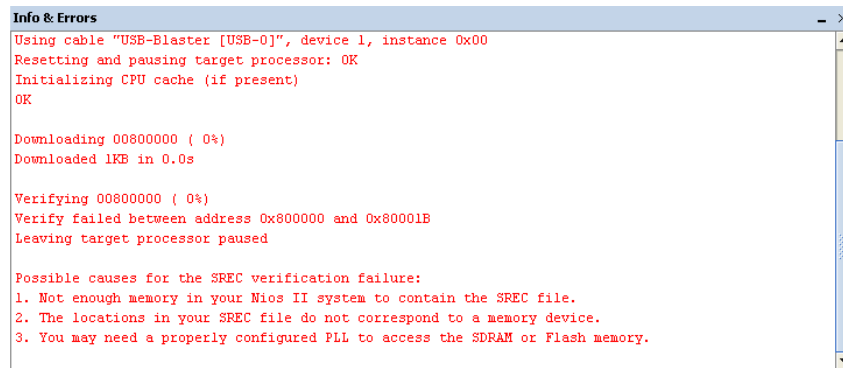 Info & Errors
Using cable "USB-Blaster [USB-0]", device 1, instance 0x00
Resetting and pausing target processor: OK
Initializing CPU cache (if present)
OK
Downloading 00800000 ( 0%)
Downloaded 1KB in 0.0s
Verifying 00800000 ( 0%)
Verify failed between address 0x800000 and 0x80001B
Leaving target processor paused
Possible causes for the SREC verification failure:
1. Not enough memory in your Nios II system to contain the SREC file.
2. The locations in your SREC file do not correspond to a memory device.
3. You may need a properly configured PLL to access the SDRAM or Flash memory.